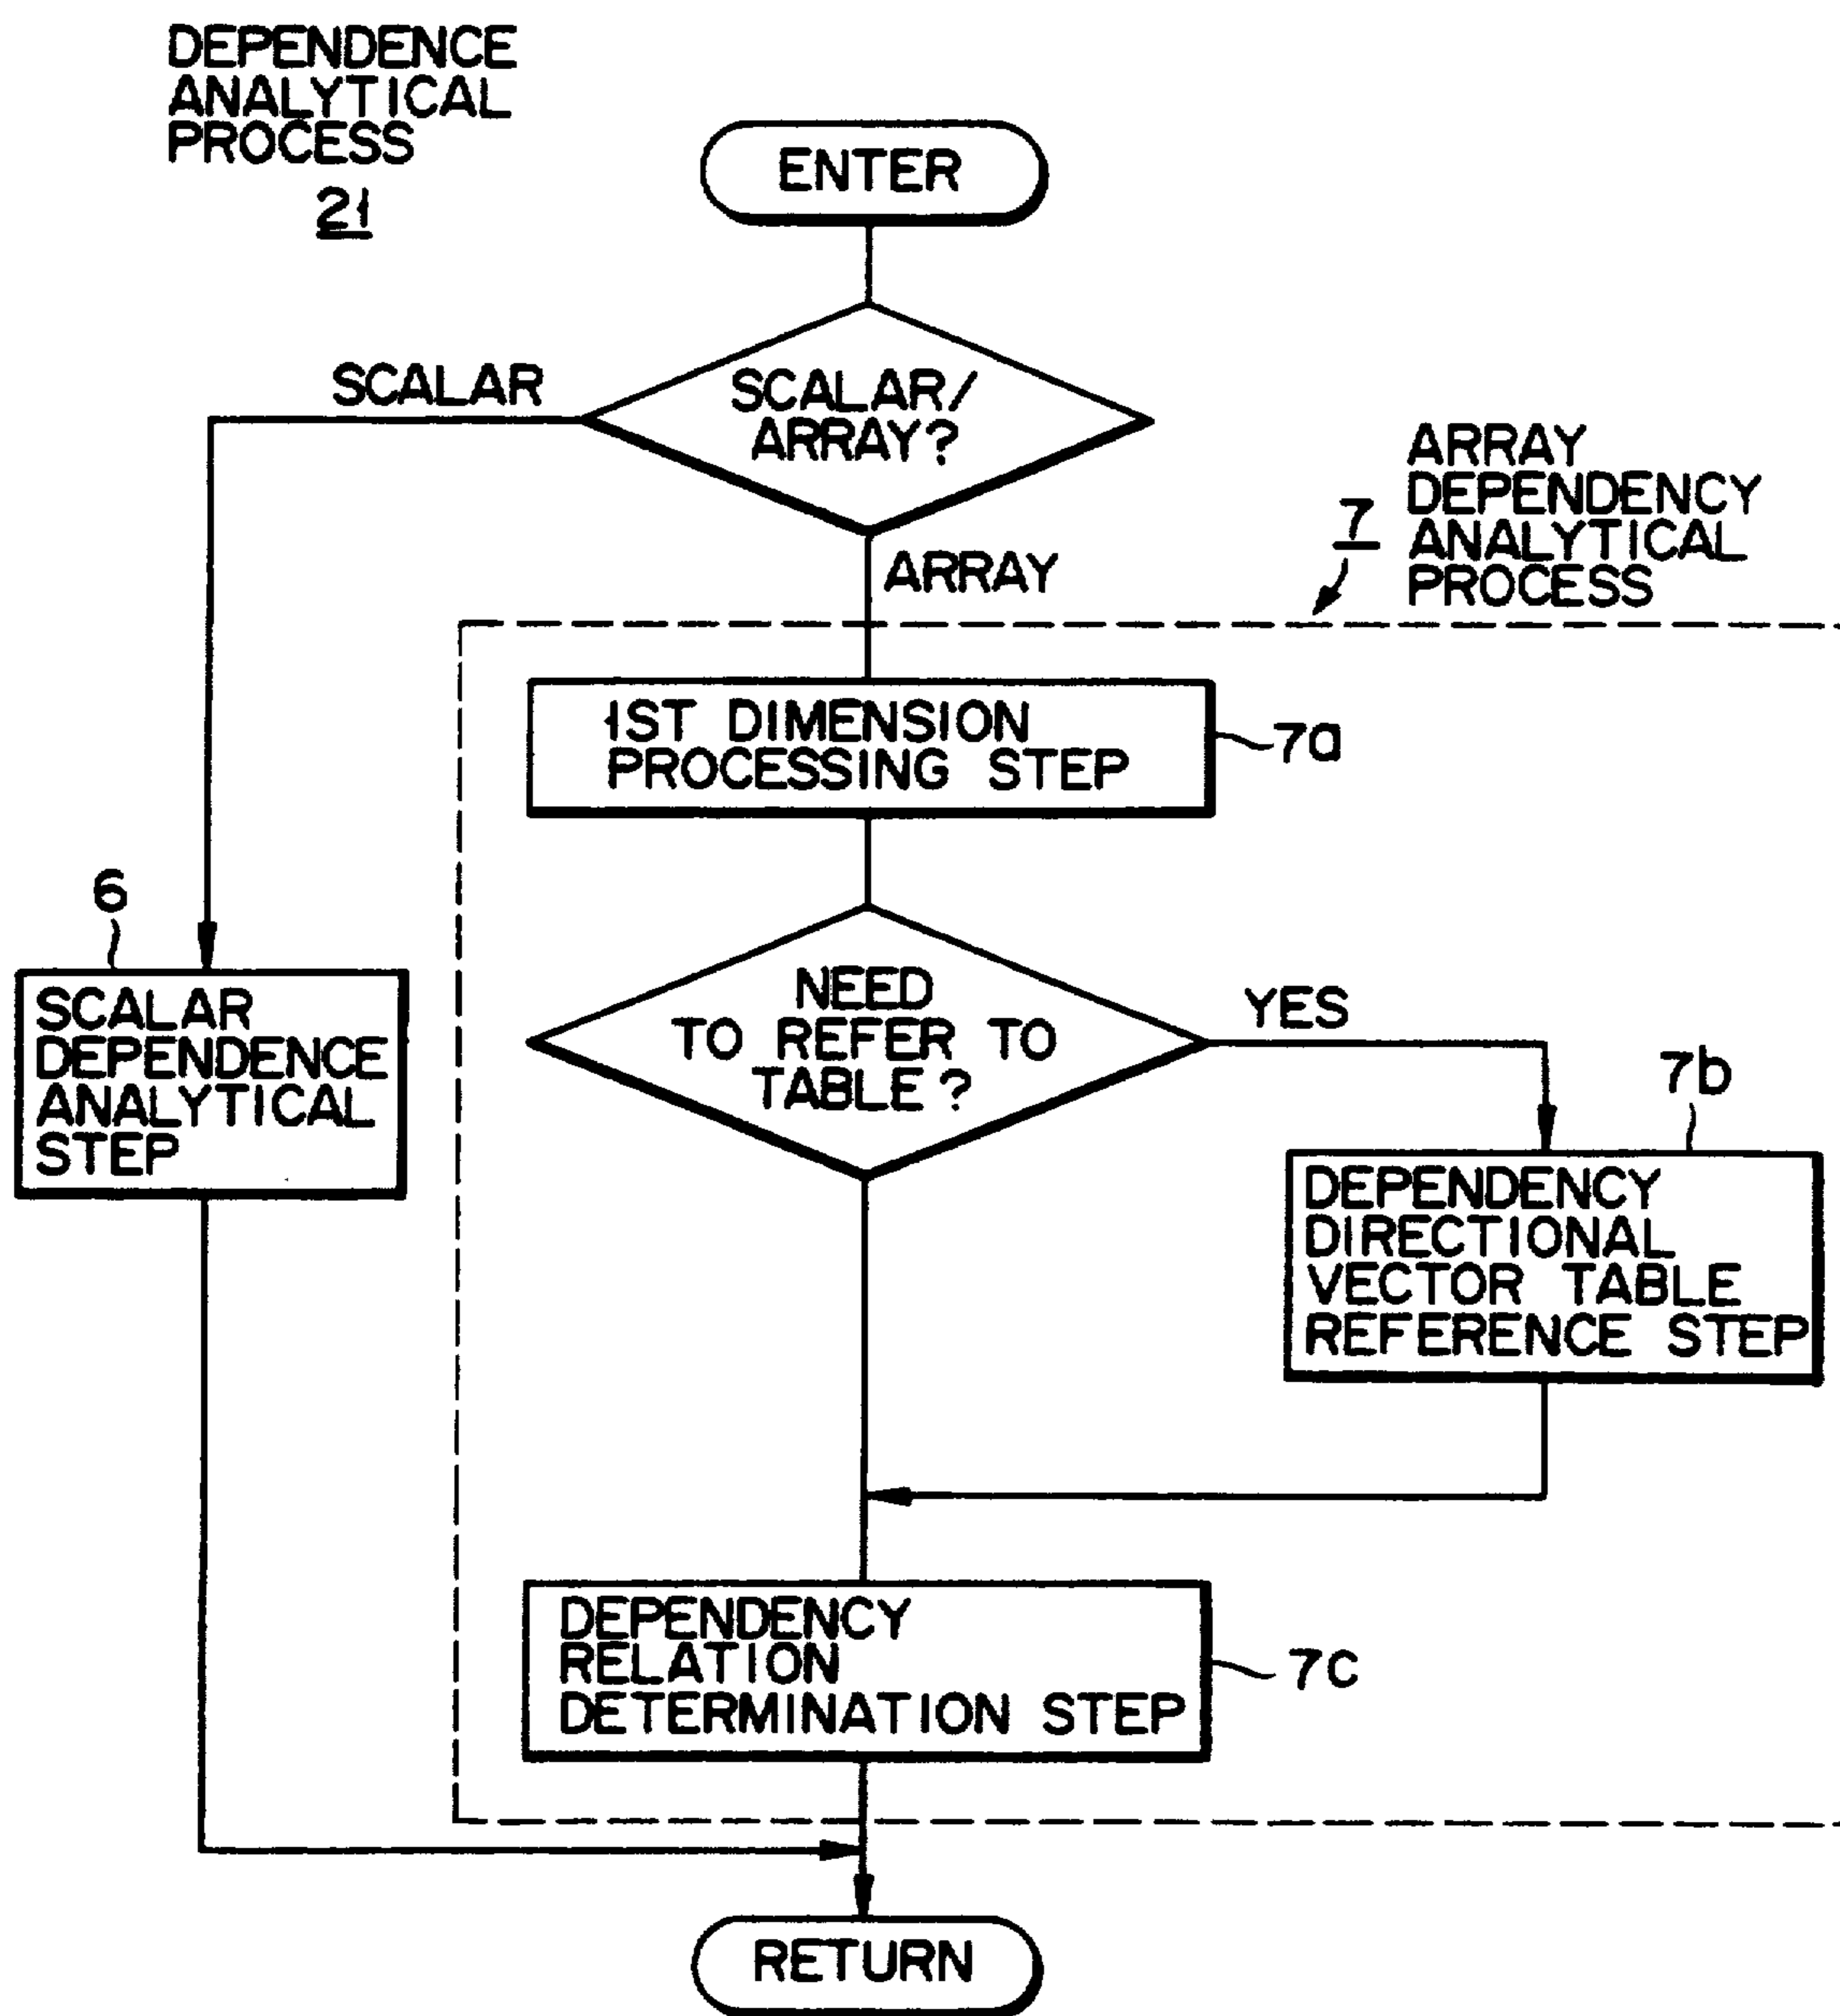 DEPENDENCE
ANALYTICAL
PROCESS
21
ENTER
SCALAR
SCALAR/
ARRAY?
ARRAY
7
ARRAY
DEPENDENCY
ANALYTICAL
PROCESS
1ST DIMENSION
PROCESSING STEP
7a
6
SCALAR
DEPENDENCE
ANALYTICAL
STEP
NEED
TO REFER TO
TABLE?
YES
7b
DEPENDENCY
DIRECTIONAL
VECTOR TABLE
REFERENCE STEP
DEPENDENCY
RELATION
DETERMINATION STEP
7c
RETURN